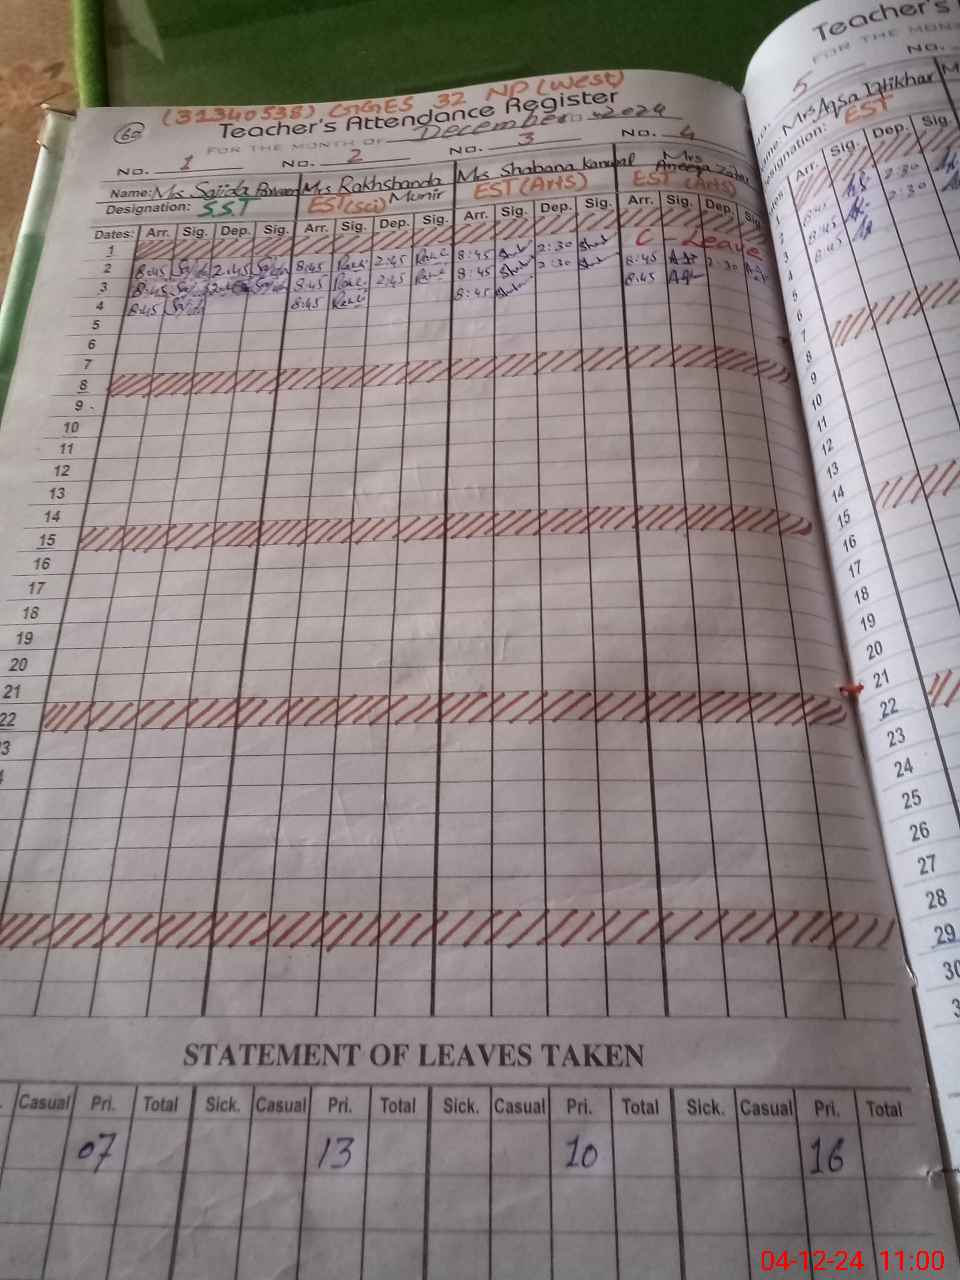 Teacher's
FOR THE MON
No.
(31340538) GGES 32 NP (West)
60
Teacher's Attendance Register
FOR THE MONTH OF December 2024
No. 1 No. 2 No. 3 No. 4
Name: Ms. Sajida Mrs Rakhshanda Munir Mrs Shabana Kanwal Mrs Aneeqa
Designation: S.S.T EST(Sci) EST(Arts) EST (Arts)
Dates: Arr. Sig. Dep. Sig. Arr. Sig. Dep. Sig. Arr. Sig. Dep. Sig. Arr. Sig. Dep. Sig.
1 C - Leave
2 8:45 2:45 8:45 2:45 8:45 2:30
3 8:45 8:45 2:45 8:45 2:30 8:45 2:30
4 8:45 8:45 8:45 8:45
5
6
7
8
9
10
11
12
13
14
15
16
17
18
19
20
21
22
3
STATEMENT OF LEAVES TAKEN
Casual Pri. Total Sick. Casual Pri. Total Sick. Casual Pri. Total Sick. Casual Pri. Total
07 13 10 16
5
Name: Mrs Aqsa Iftikhar
Designation: EST
Arr. Sig. Dep. Sig.
8:45 2:30
8:45 2:30
8:45
3
4
5
6
7
8
9
10
11
12
13
14
15
16
17
18
19
20
21
22
23
24
25
26
27
28
29
30
3
04-12-24 11:00